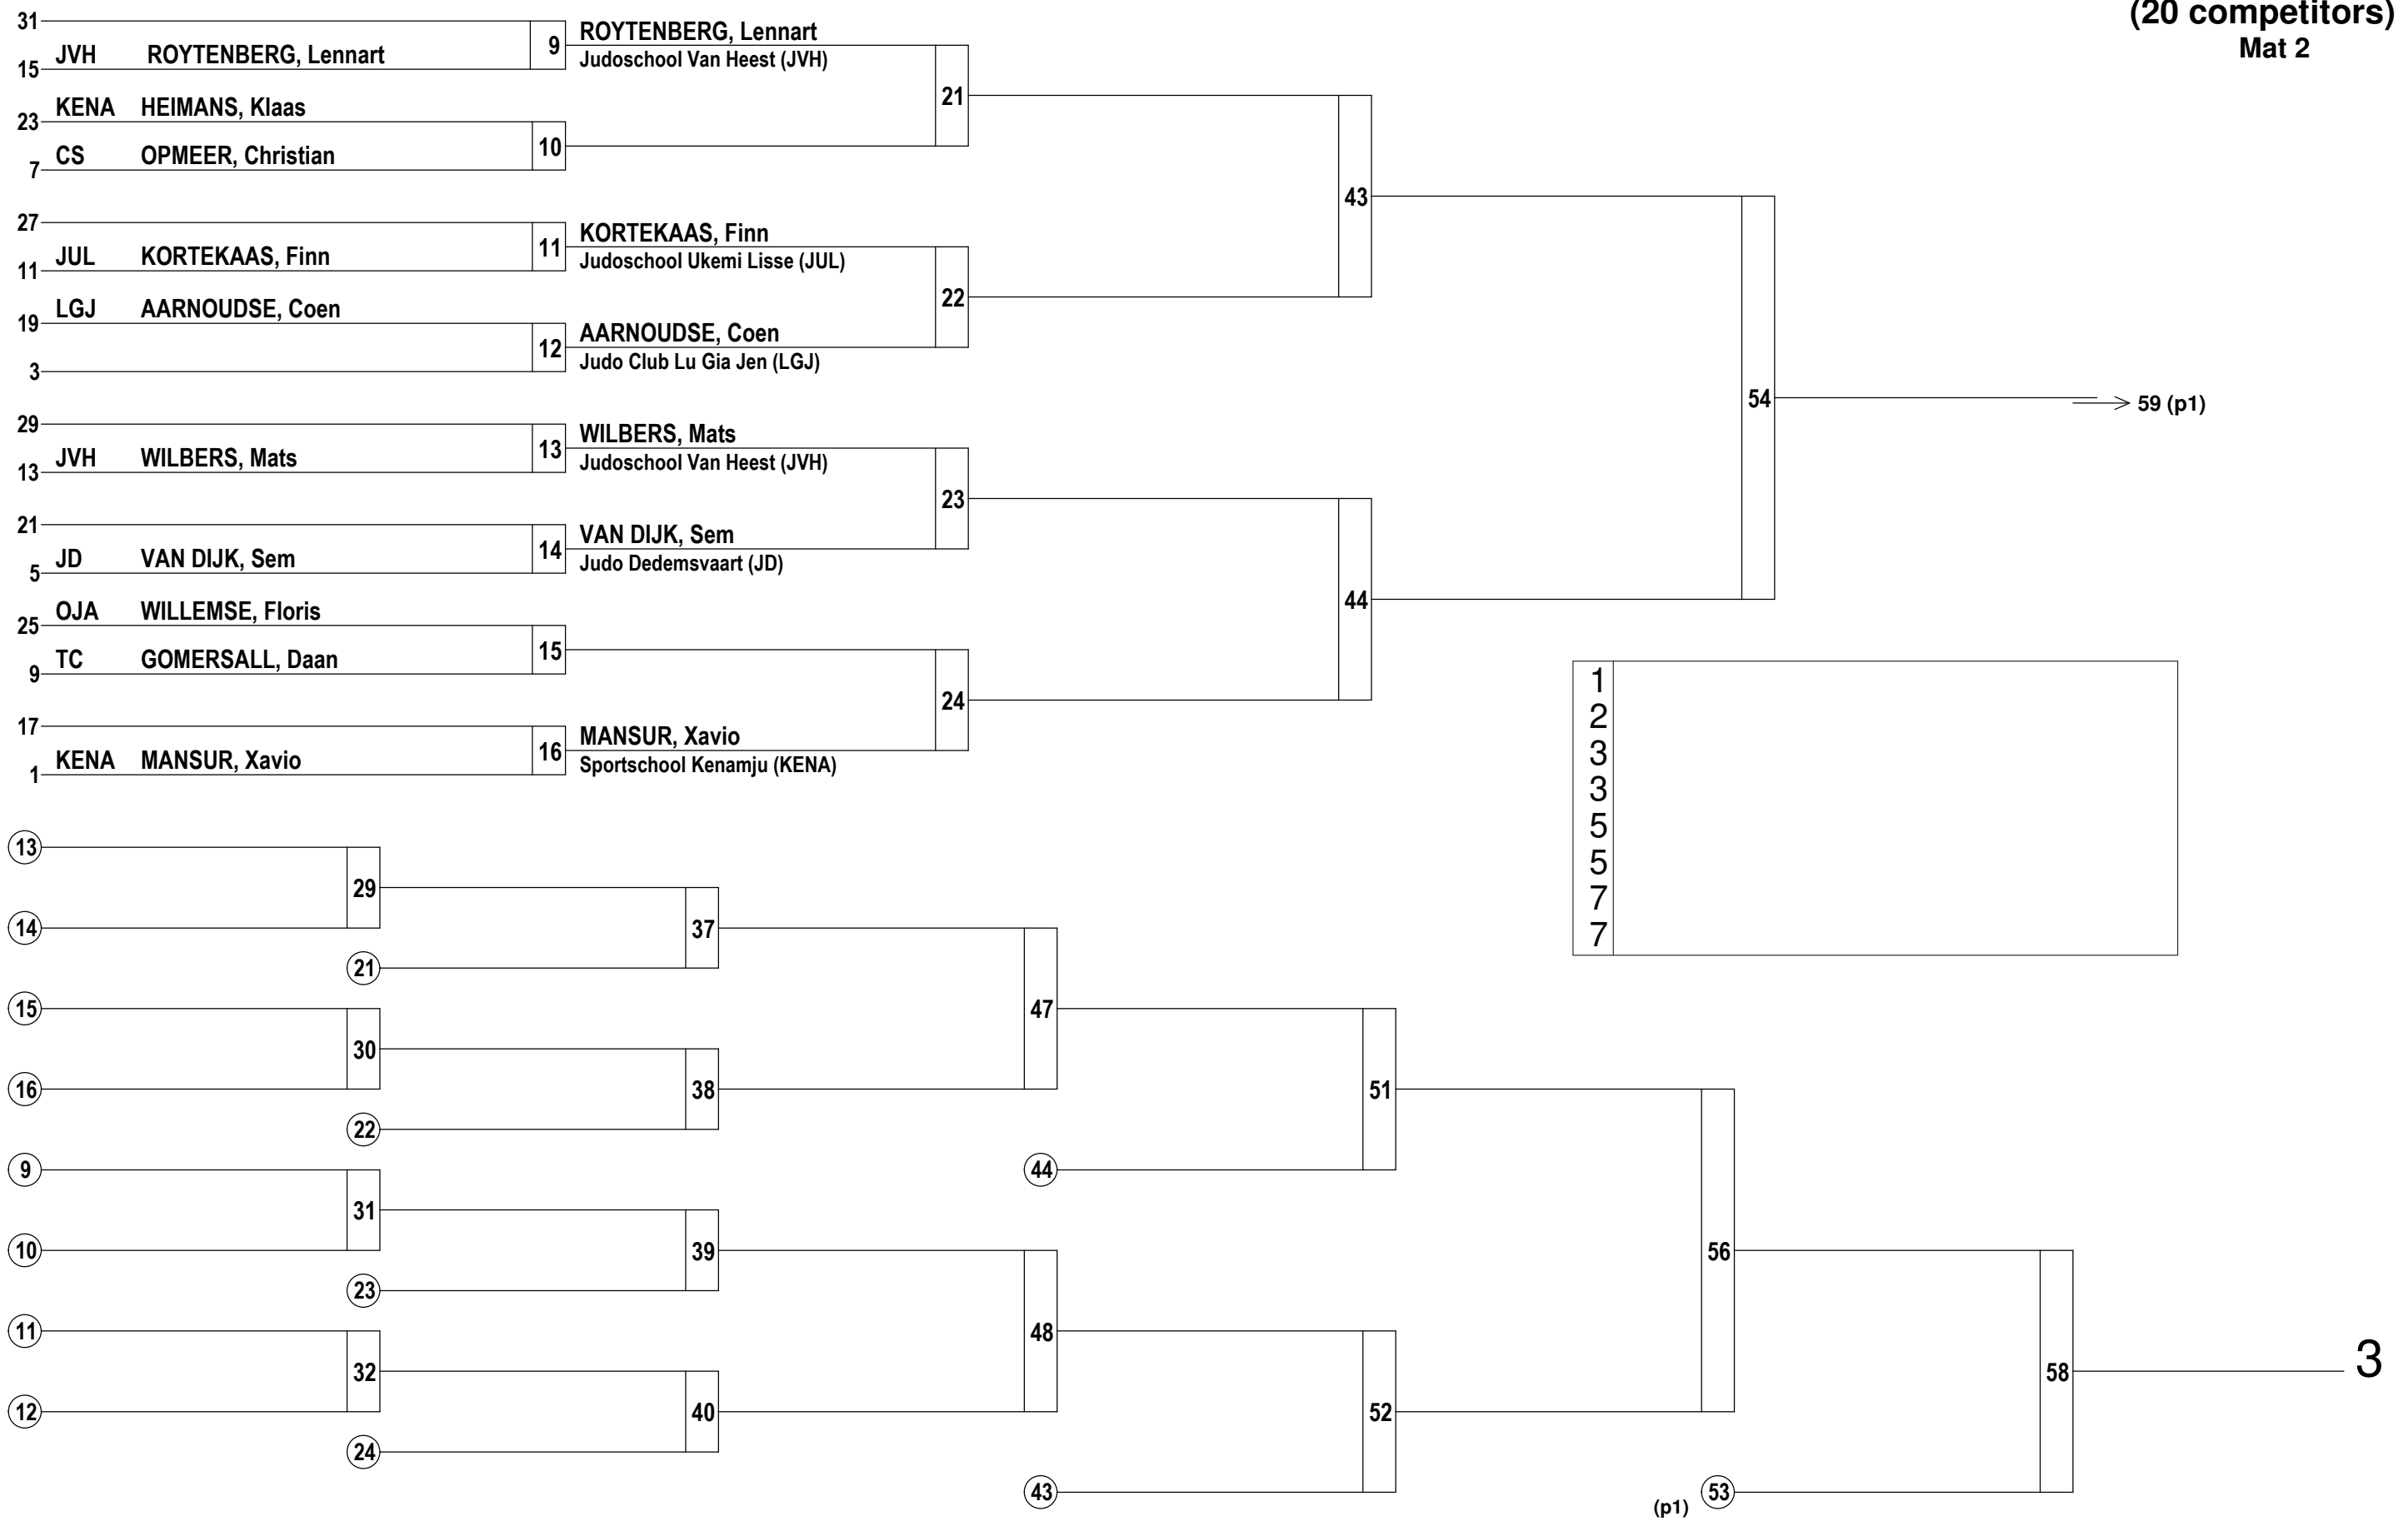 (20 competitors)
Mat 2
31
JVH ROYTENBERG, Lennart
15
9
ROYTENBERG, Lennart
Judoschool Van Heest (JVH)
KENA HEIMANS, Klaas
23
CS OPMEER, Christian
7
10
21
27
JUL KORTEKAAS, Finn
11
11
KORTEKAAS, Finn
Judoschool Ukemi Lisse (JUL)
LGJ AARNOUDSE, Coen
19
3
12
AARNOUDSE, Coen
Judo Club Lu Gia Jen (LGJ)
22
43
29
JVH WILBERS, Mats
13
13
WILBERS, Mats
Judoschool Van Heest (JVH)
21
JD VAN DIJK, Sem
5
14
VAN DIJK, Sem
Judo Dedemsvaart (JD)
23
OJA WILLEMSE, Floris
25
TC GOMERSALL, Daan
9
15
17
KENA MANSUR, Xavio
1
16
MANSUR, Xavio
Sportschool Kenamju (KENA)
24
44
54
59 (p1)
1
2
3
3
5
5
7
7
13
14
29
21
37
15
16
30
22
38
47
44
51
9
10
31
23
39
11
12
32
24
40
48
43
52
56
(p1) 53
58
3